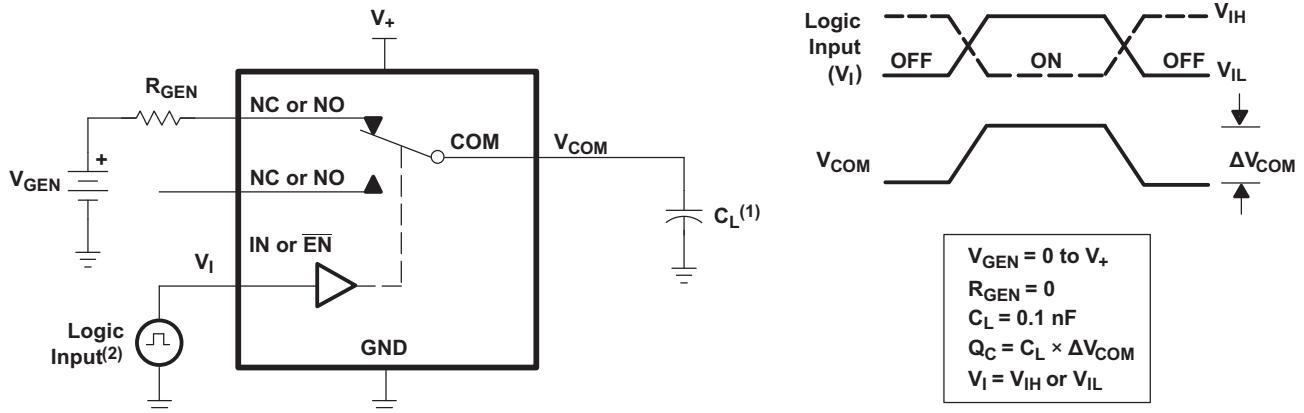 V+
RGEN
NC or NO
COM
VCOM
VGEN
+
NC or NO
CL(1)
IN or E̅N̅
VI
Logic
Input(2)
GND
Logic
Input
(VI)
VIH
OFF
ON
OFF
VIL
VCOM
ΔVCOM
VGEN = 0 to V+
RGEN = 0
CL = 0.1 nF
QC = CL × ΔVCOM
VI = VIH or VIL